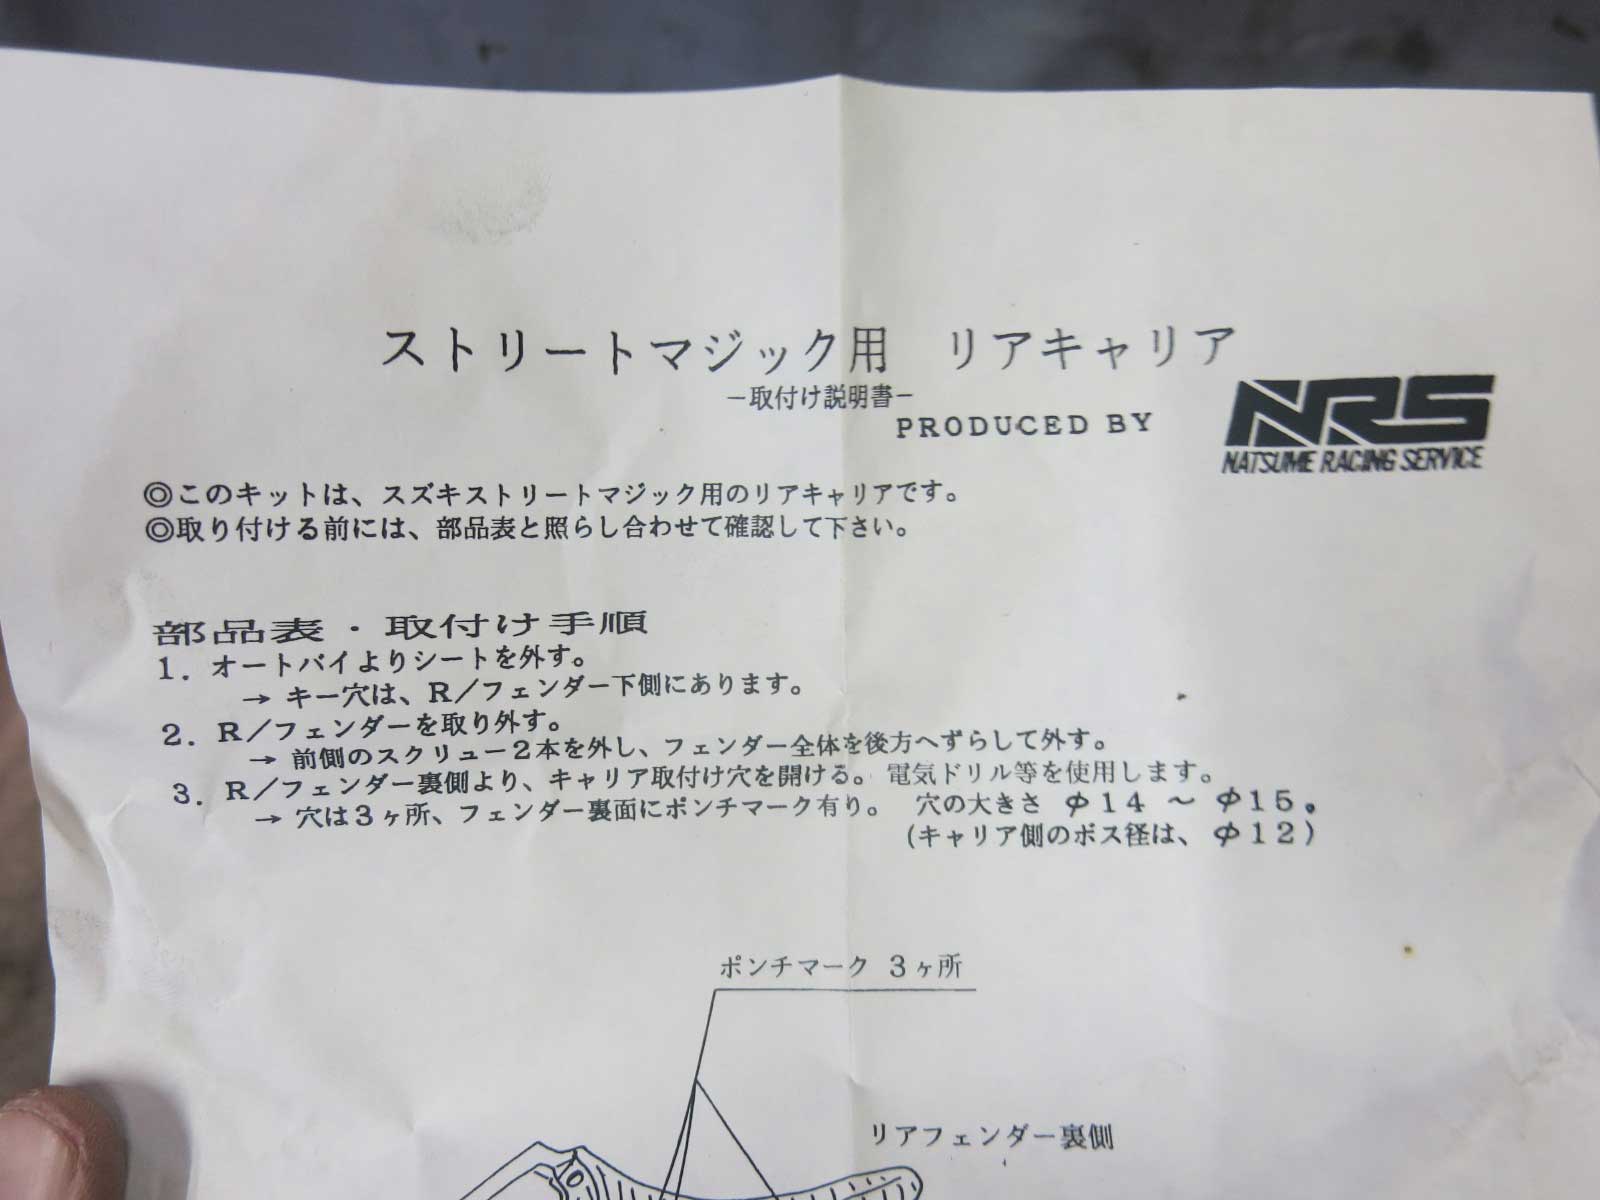 ストリートマジック用　リアキャリア
－取付け説明書－
PRODUCED BY
NRS
NATSUME RACING SERVICE
◎このキットは、スズキストリートマジック用のリアキャリアです。
◎取り付ける前には、部品表と照らし合わせて確認して下さい。
部品表・取付け手順
１．オートバイよりシートを外す。
→ キー穴は、Ｒ／フェンダー下側にあります。
２．Ｒ／フェンダーを取り外す。
→ 前側のスクリュー２本を外し、フェンダー全体を後方へずらして外す。
３．Ｒ／フェンダー裏側より、キャリア取付け穴を開ける。電気ドリル等を使用します。
→ 穴は３ヶ所、フェンダー裏面にポンチマーク有り。　穴の大きさ φ１４ ～ φ１５。
(キャリア側のボス径は、φ１２)
ポンチマーク ３ヶ所
リアフェンダー裏側